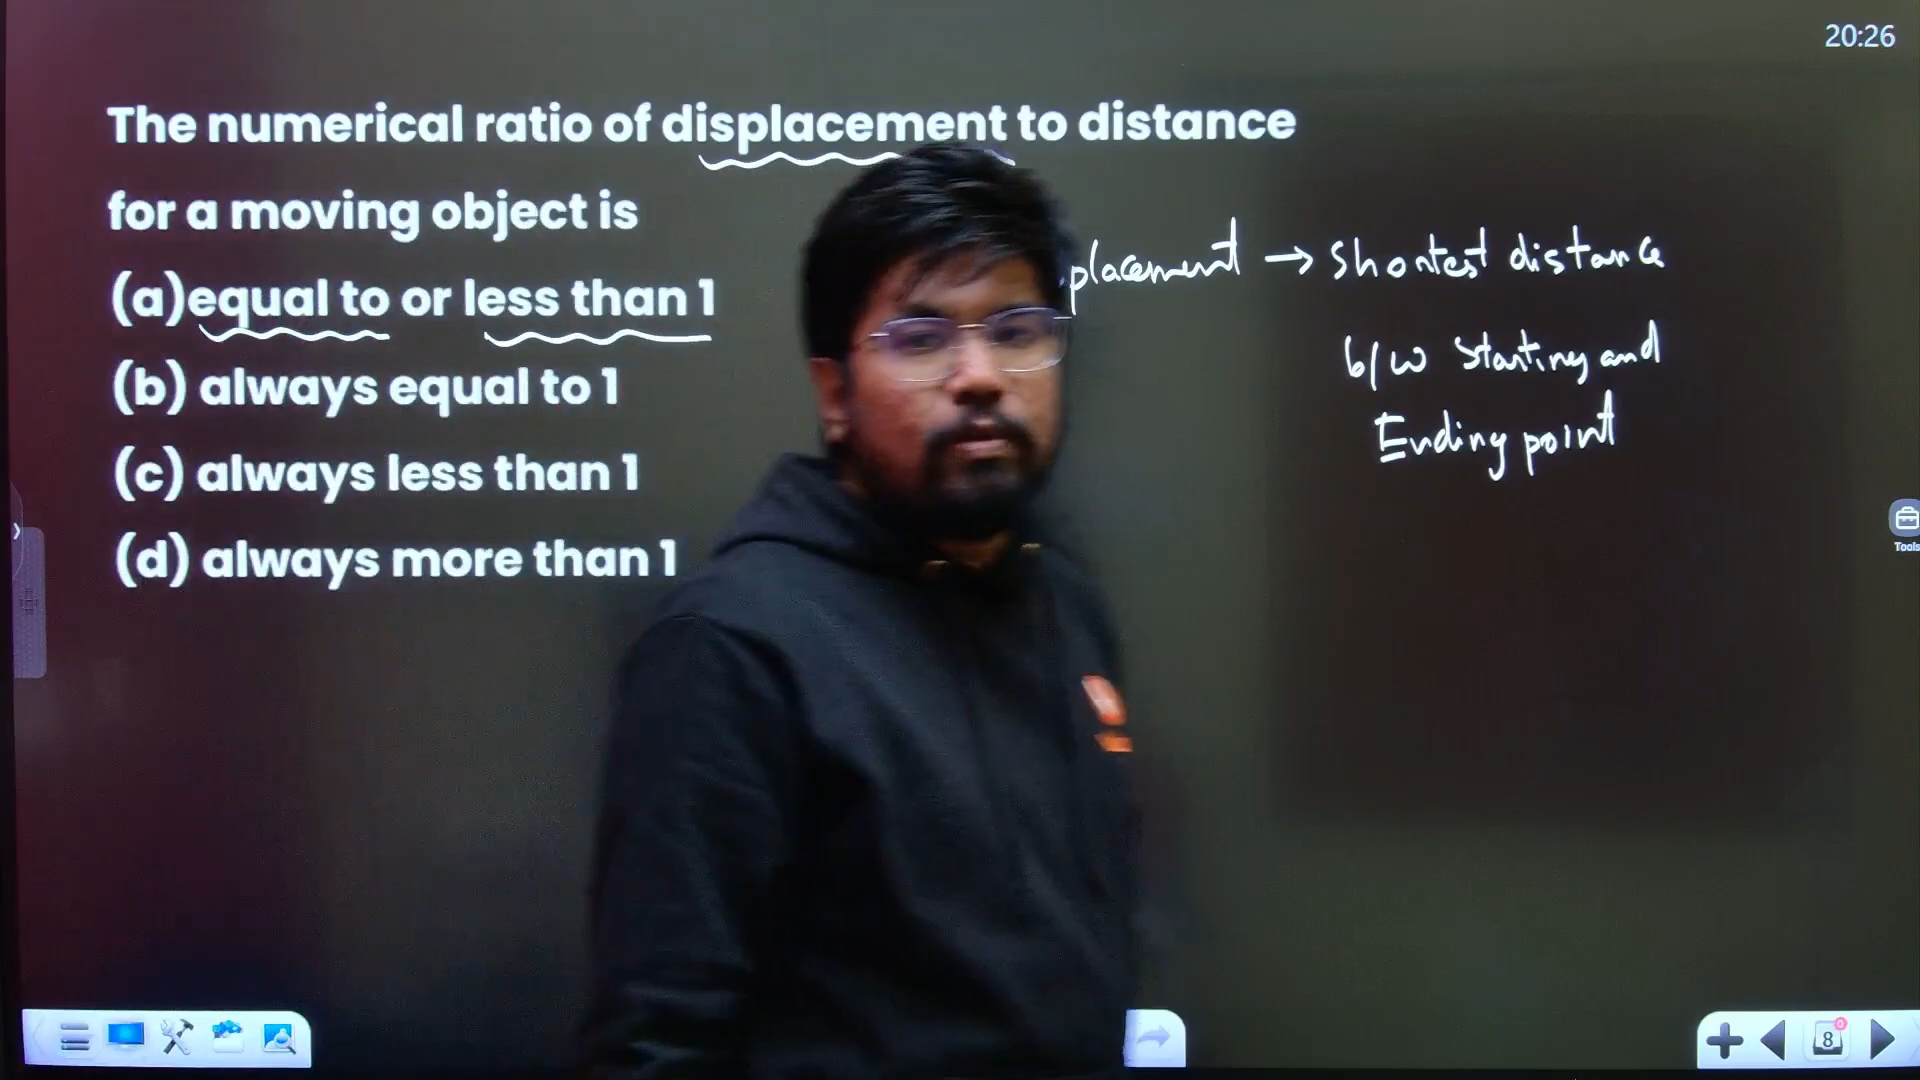 20:26
The numerical ratio of displacement to distance
for a moving object is
(a)equal to or less than 1
(b) always equal to 1
(c) always less than 1
(d) always more than 1
placement → Shortest distance
b/w Starting and
Ending point
Tools
8